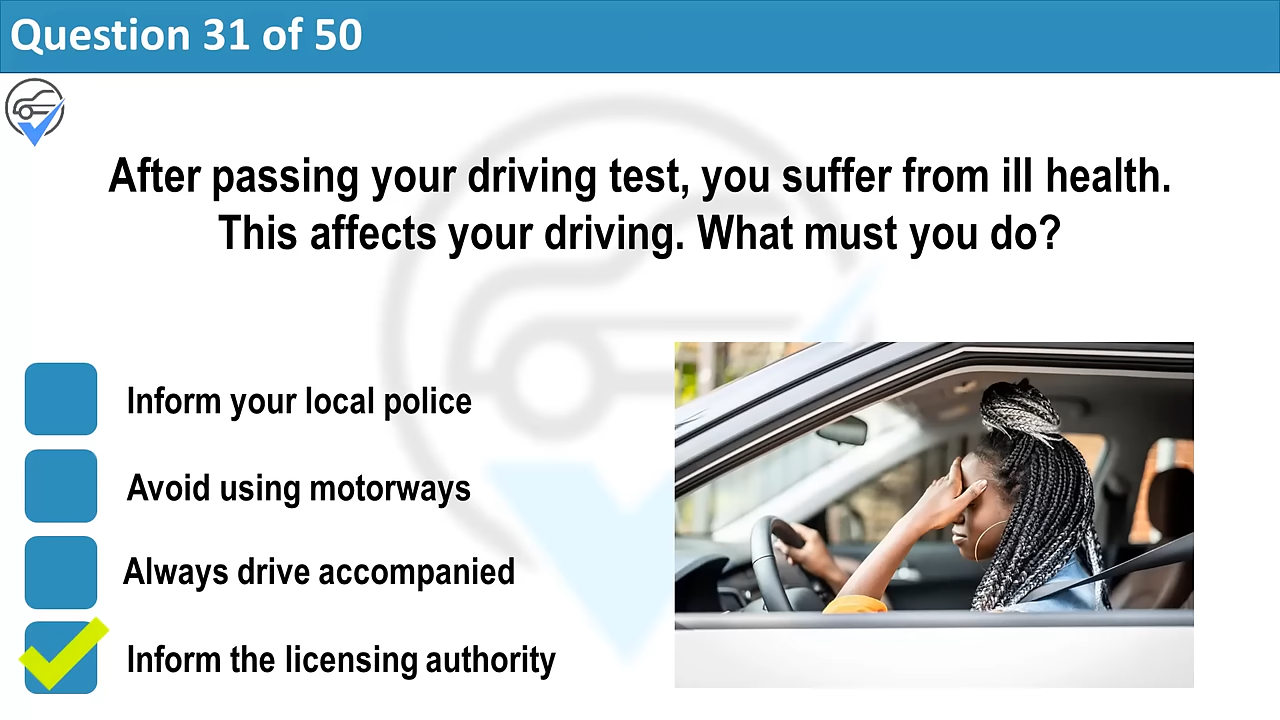 Question 31 of 50
After passing your driving test, you suffer from ill health.
This affects your driving. What must you do?
Inform your local police
Avoid using motorways
Always drive accompanied
Inform the licensing authority